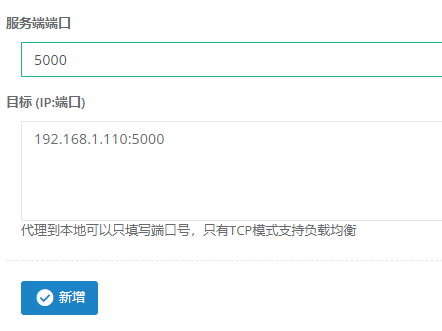 服务端端口
5000
目标 (IP:端口)
192.168.1.110:5000
代理到本地可以只填写端口号，只有TCP模式支持负载均衡
新增